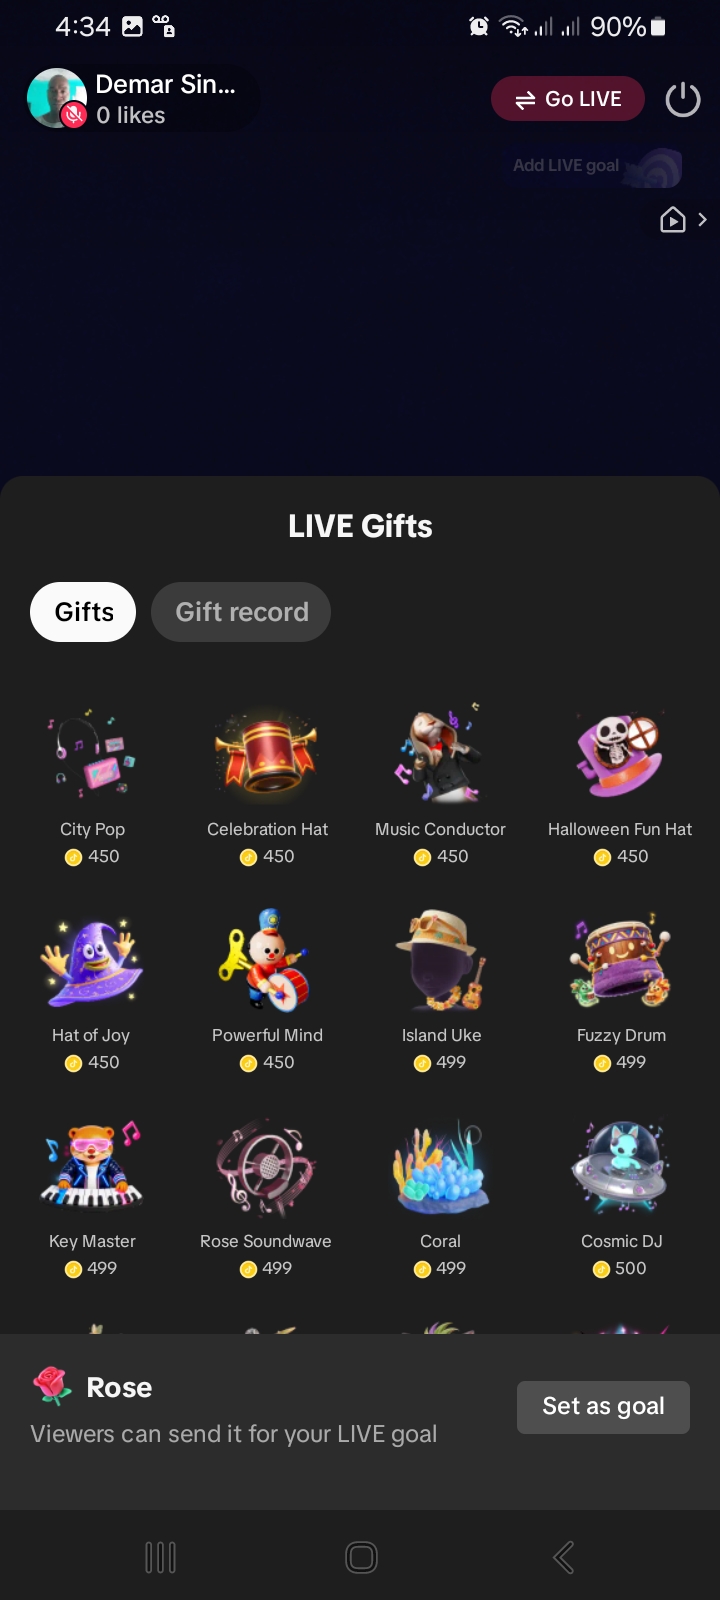 4:34
90%
Demar Sin...
0 likes
Go LIVE
Add LIVE goal
LIVE Gifts
Gifts
Gift record
City Pop
Celebration Hat
Music Conductor
Halloween Fun Hat
450
450
450
450
Hat of Joy
Powerful Mind
Island Uke
Fuzzy Drum
450
450
499
499
Key Master
Rose Soundwave
Coral
Cosmic DJ
499
499
499
500
Rose
Set as goal
Viewers can send it for your LIVE goal